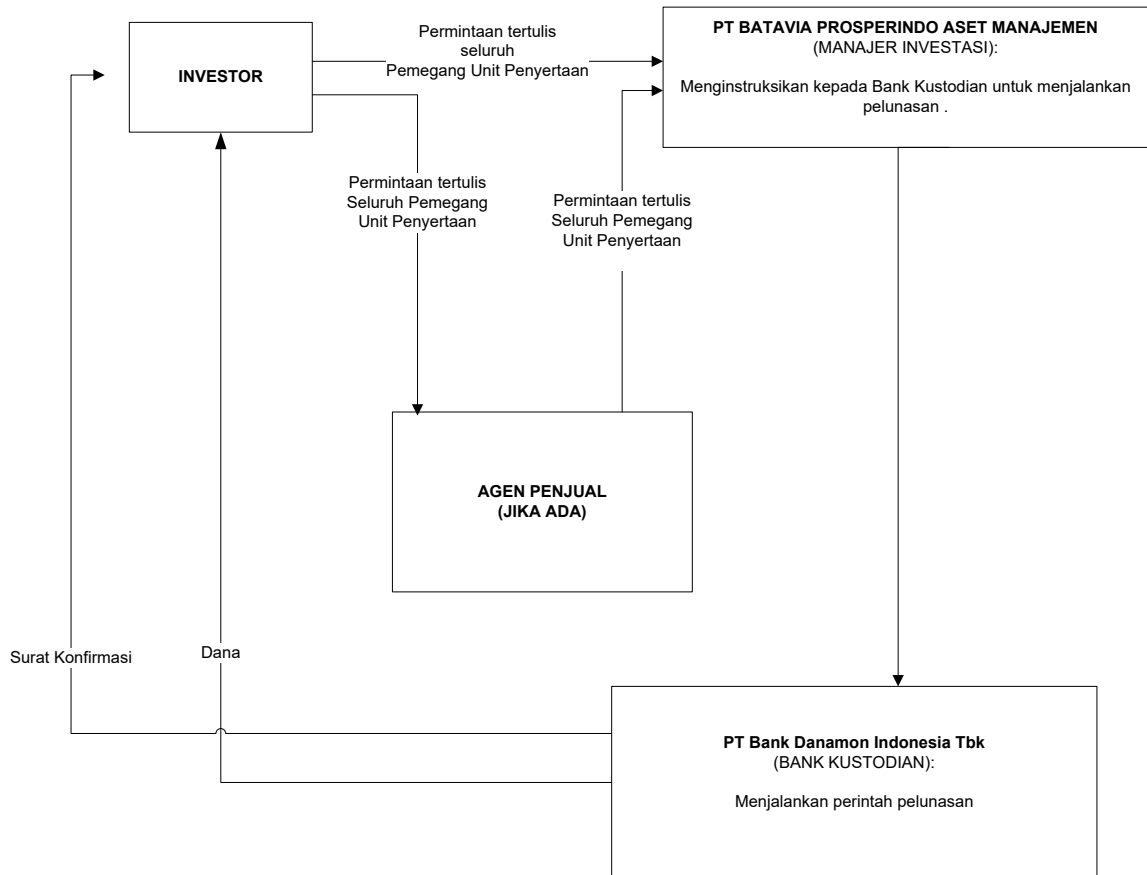 INVESTOR
Permintaan tertulis
seluruh
Pemegang Unit Penyertaan
PT BATAVIA PROSPERINDO ASET MANAJEMEN
(MANAJER INVESTASI):
Menginstruksikan kepada Bank Kustodian untuk menjalankan
pelunasan .
Permintaan tertulis
Seluruh Pemegang
Unit Penyertaan
Permintaan tertulis
Seluruh Pemegang
Unit Penyertaan
AGEN PENJUAL
(JIKA ADA)
Surat Konfirmasi
Dana
PT Bank Danamon Indonesia Tbk
(BANK KUSTODIAN):
Menjalankan perintah pelunasan